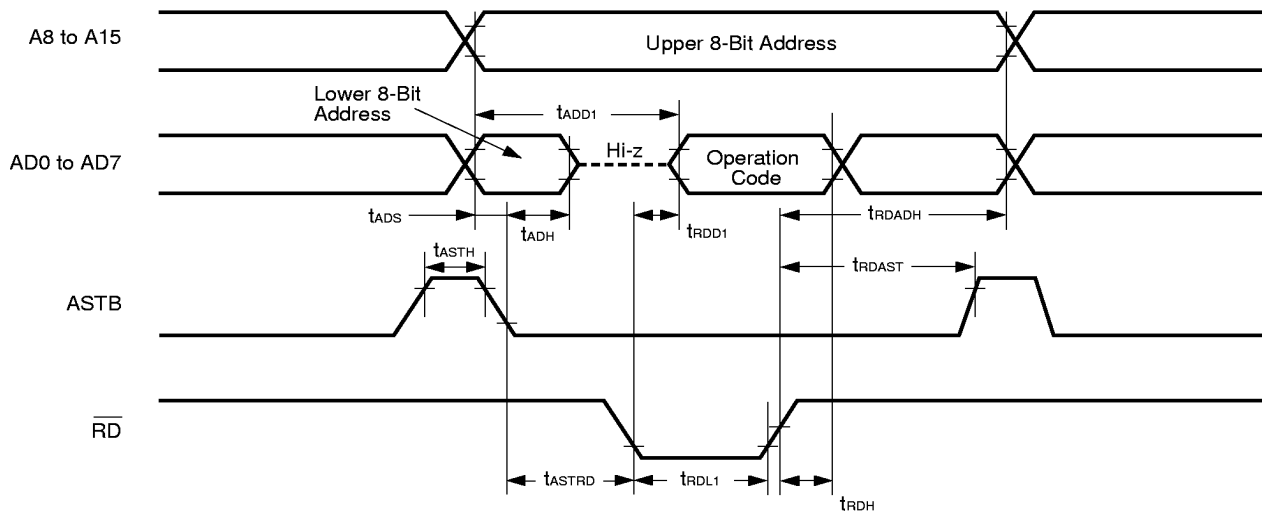 A8 to A15
Upper 8-Bit Address
Lower 8-Bit
Address
tADD1
AD0 to AD7
Hi-z
Operation
Code
tADS
tADH
tRDD1
tRDADH
tASTH
tRDAST
ASTB
RD
tASTRD
tRDL1
tRDH